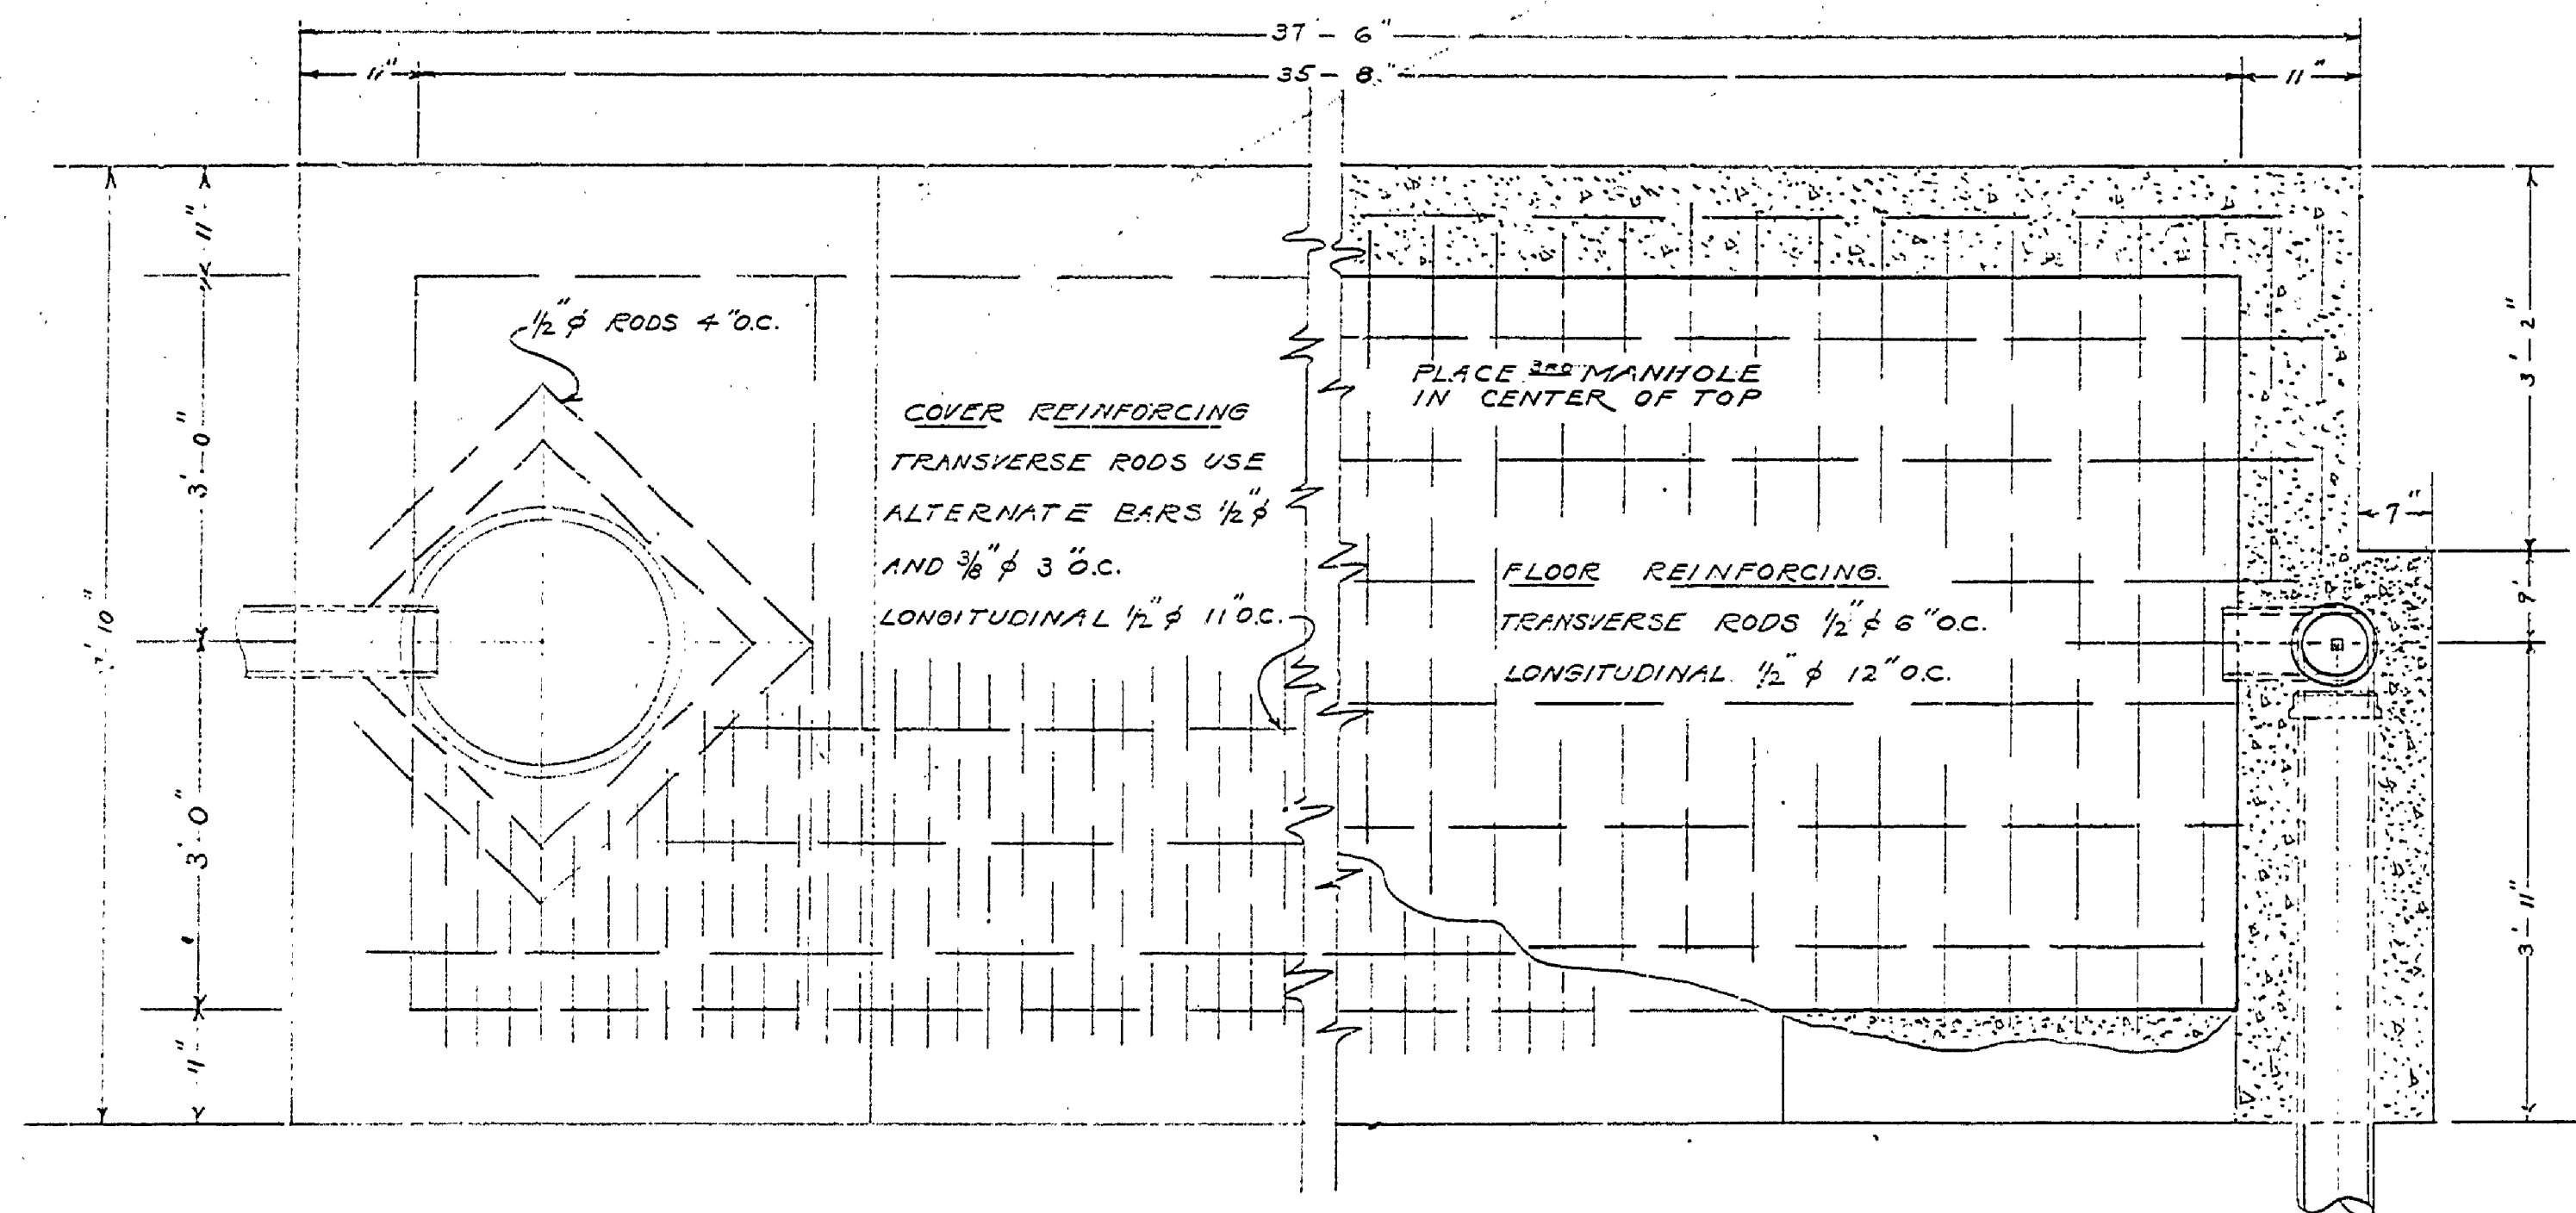 37 - 6"
11"
35 - 8"
11"
11"
3'-0"
3'-0"
11"
7'10"
1/2" ϕ RODS 4" O.C.
COVER REINFORCING
TRANSVERSE RODS USE
ALTERNATE BARS 1/2" ϕ
AND 3/8" ϕ 3" O.C.
LONGITUDINAL 1/2" ϕ 11 O.C.
PLACE 3RD MANHOLE
IN CENTER OF TOP
FLOOR REINFORCING.
TRANSVERSE RODS 1/2" ϕ 6" O.C.
LONGITUDINAL. 1/2" ϕ 12" O.C.
3'-2"
7"
9"
3'-11"